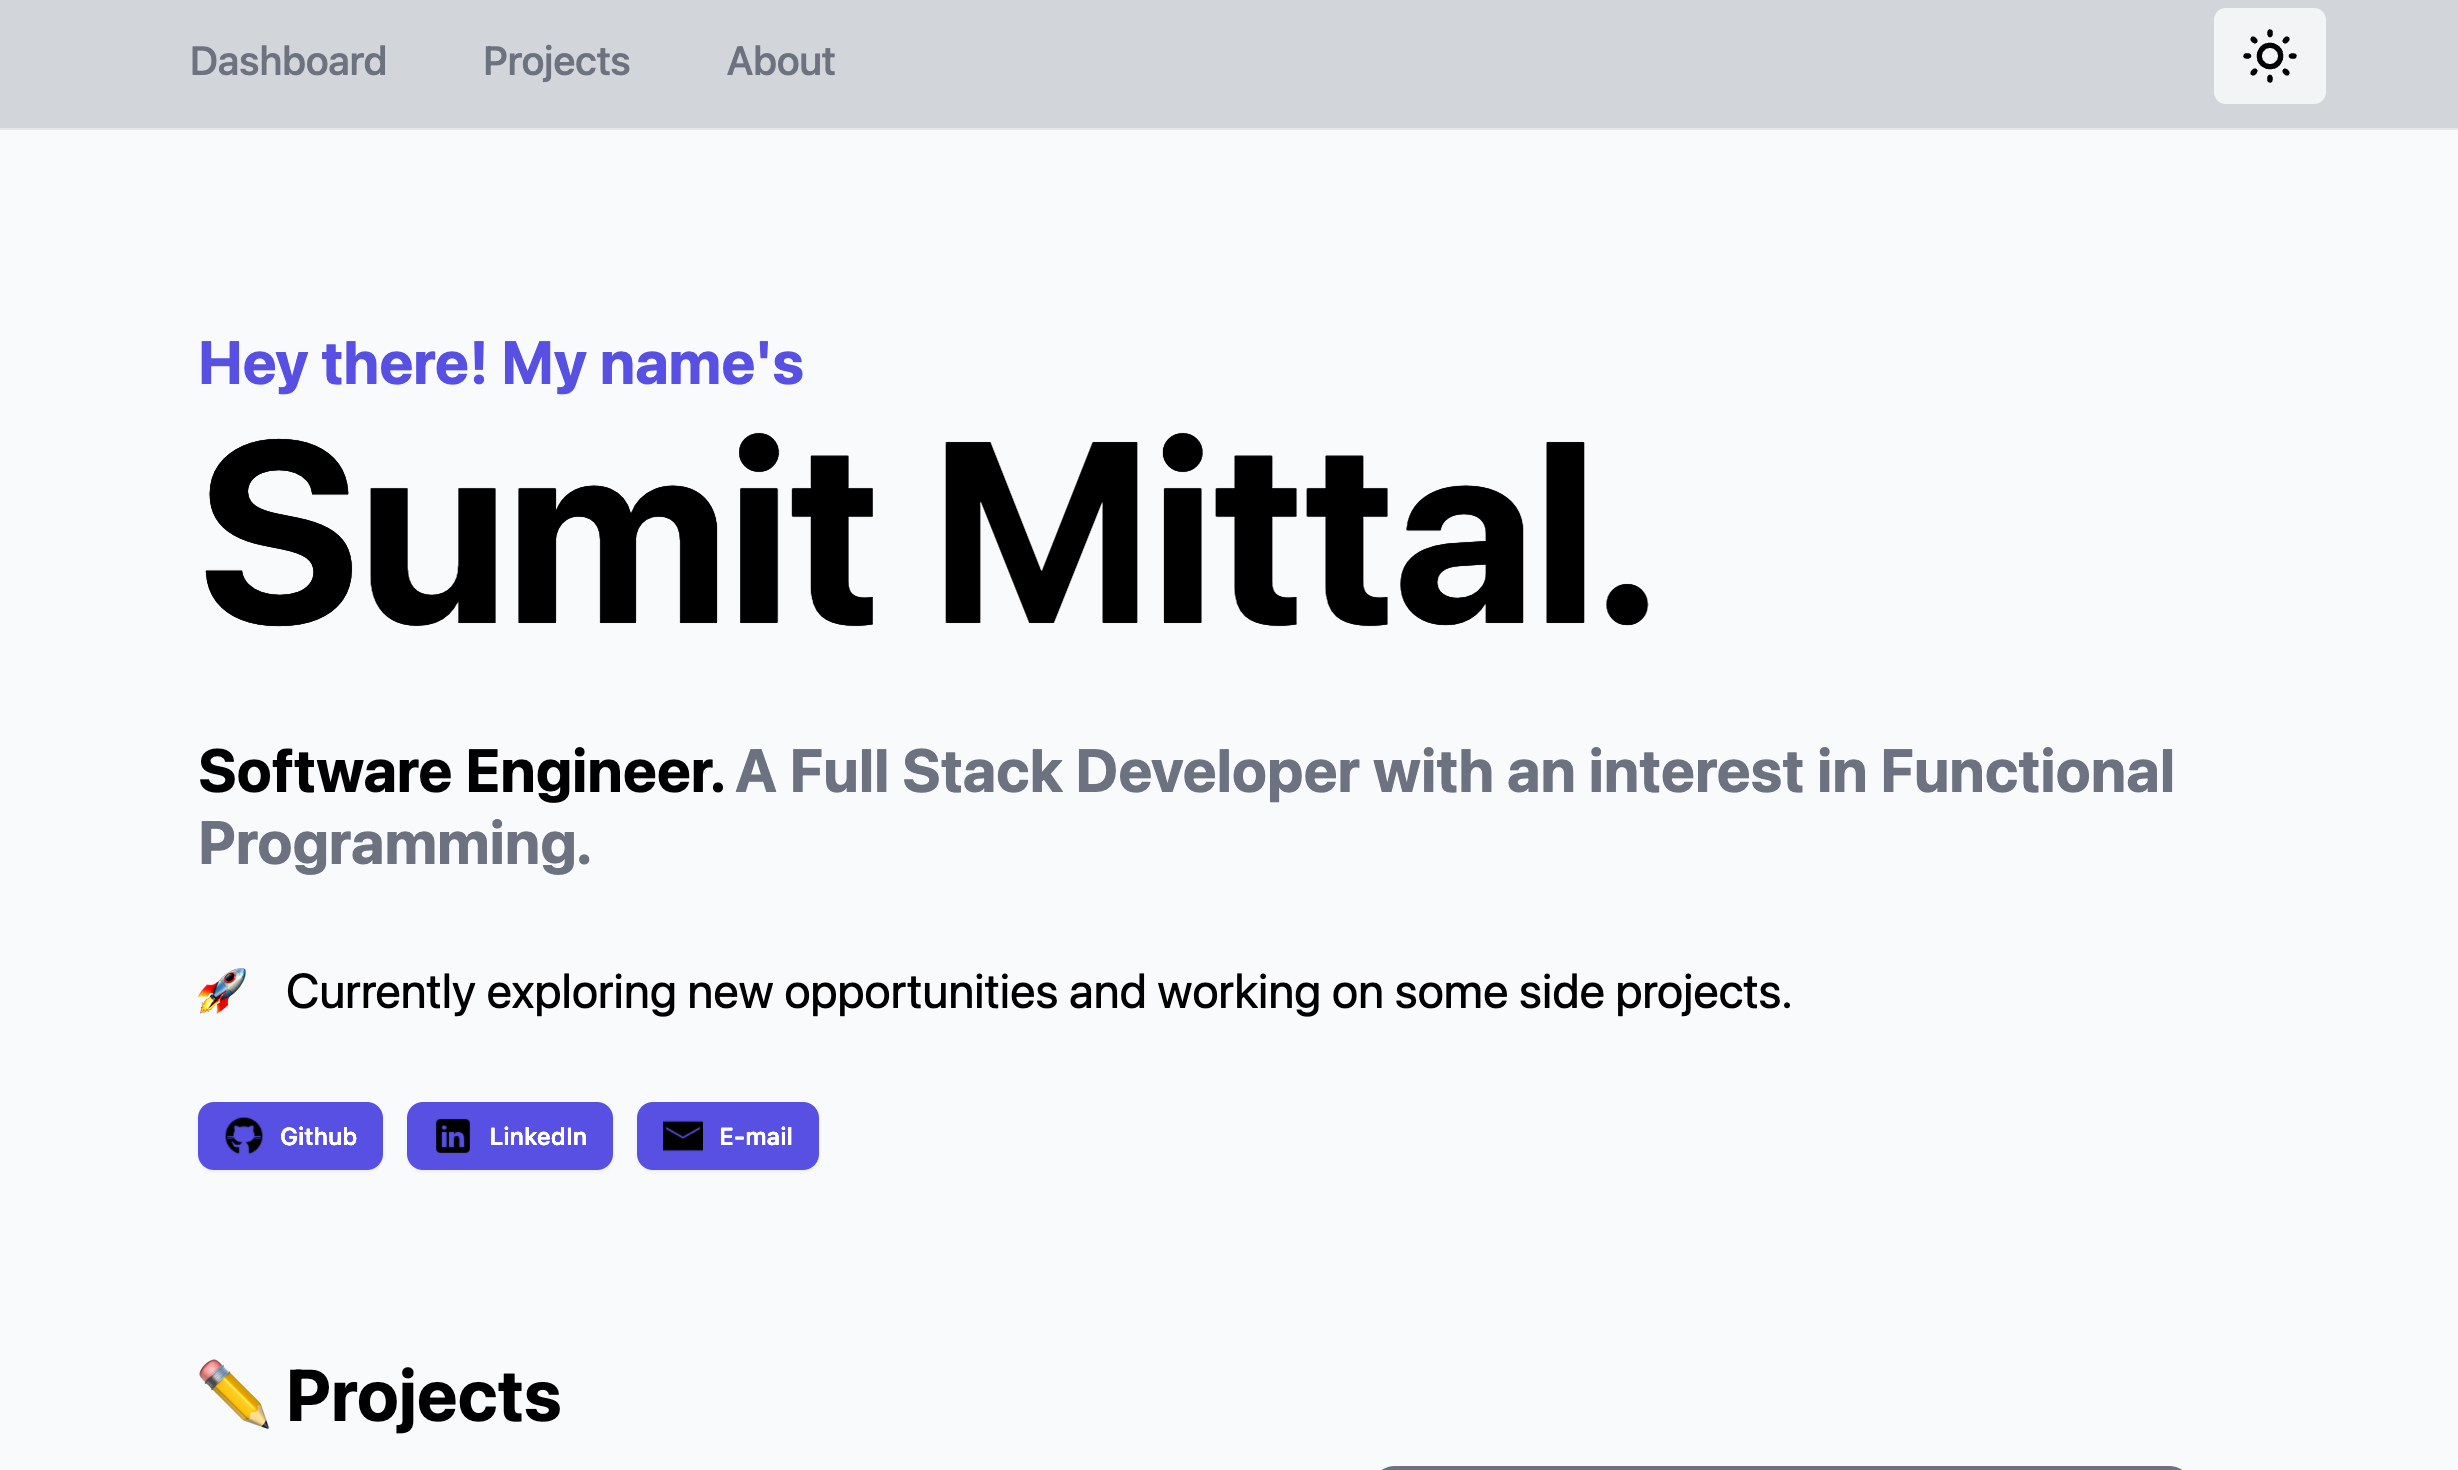 Dashboard Projects About
Hey there! My name's
Sumit Mittal.
Software Engineer. A Full Stack Developer with an interest in Functional
Programming.
🚀 Currently exploring new opportunities and working on some side projects.
Github LinkedIn E-mail
✏️ Projects